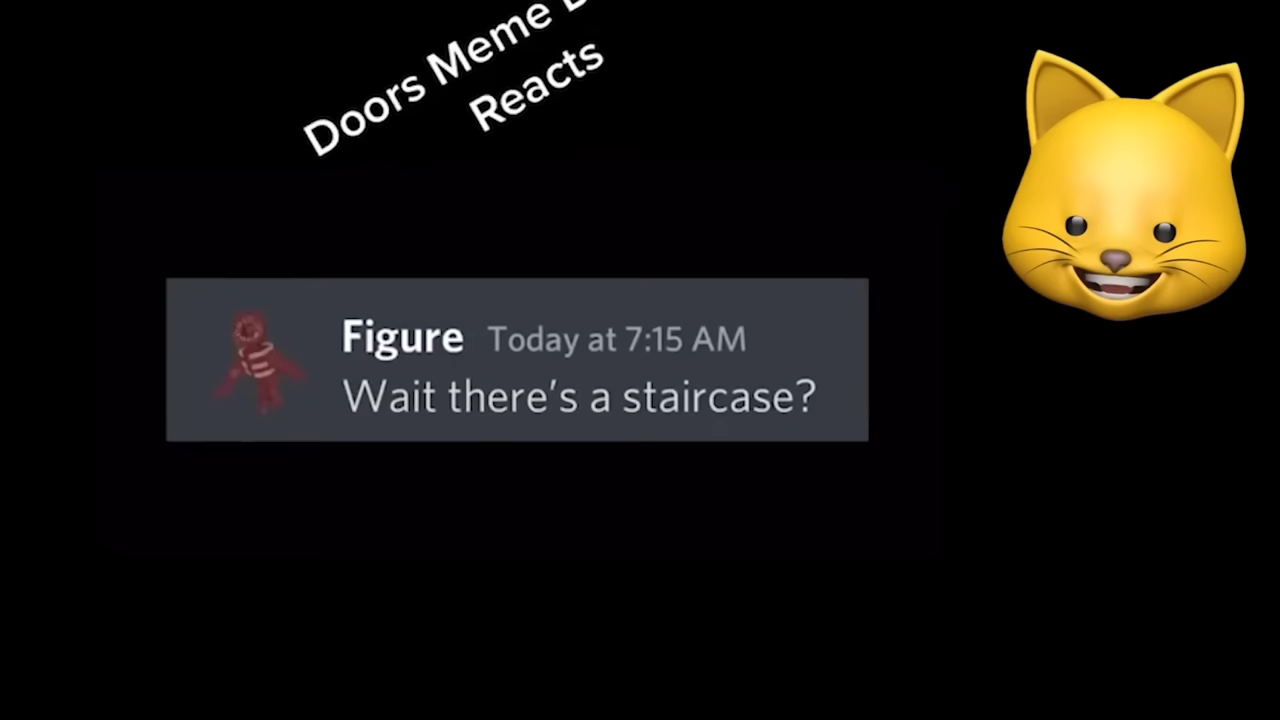 Doors Meme
Reacts
Figure Today at 7:15 AM
Wait there's a staircase?